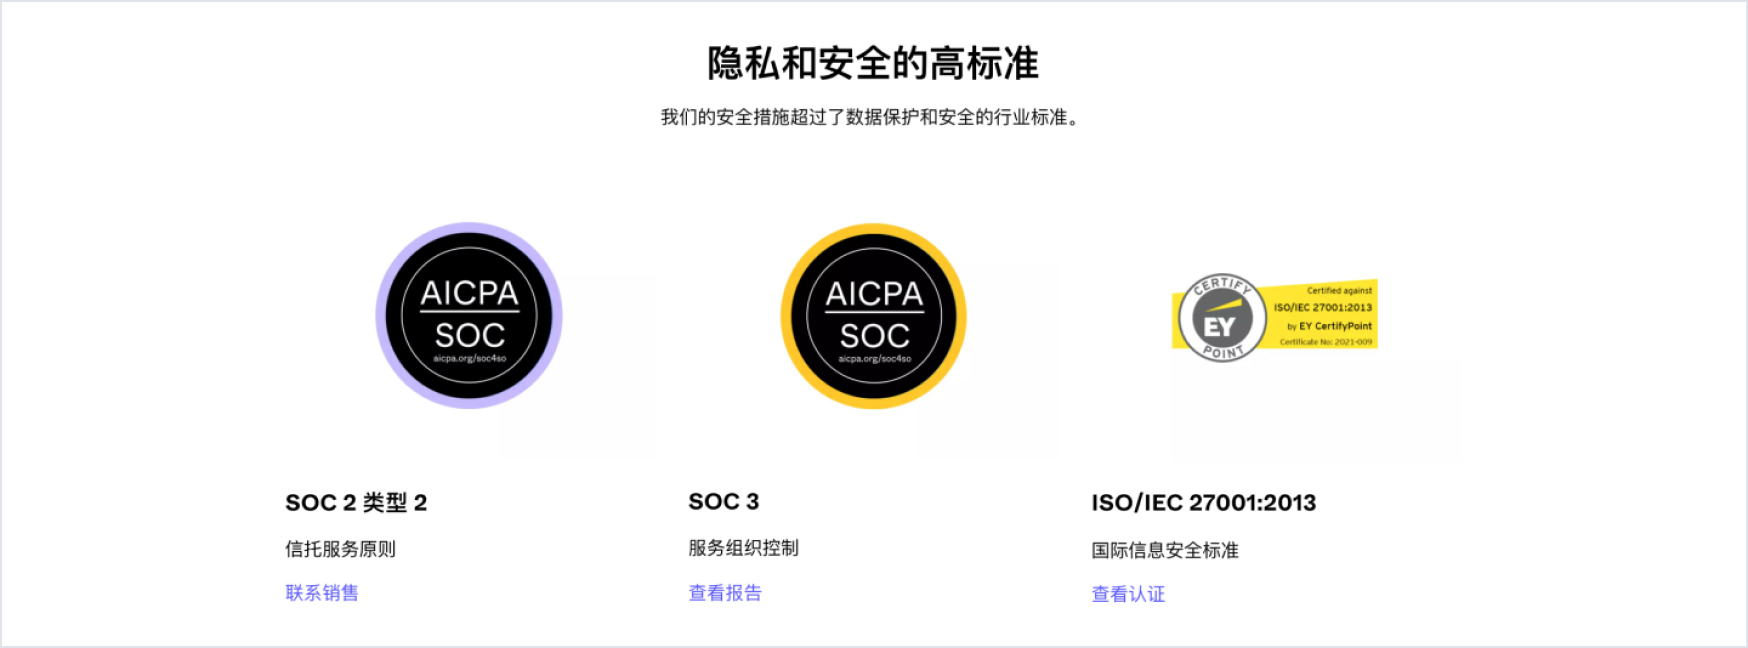 隐私和安全的高标准
我们的安全措施超过了数据保护和安全的行业标准。
AICPA
SOC
aicpa.org/soc4so
AICPA
SOC
aicpa.org/soc4so
CERTIFY
EY
POINT
Certified against
ISO/IEC 27001:2013
by EY CertifyPoint
Certificate No: 2021-009
SOC 2 类型 2
信托服务原则
联系销售
SOC 3
服务组织控制
查看报告
ISO/IEC 27001:2013
国际信息安全标准
查看认证